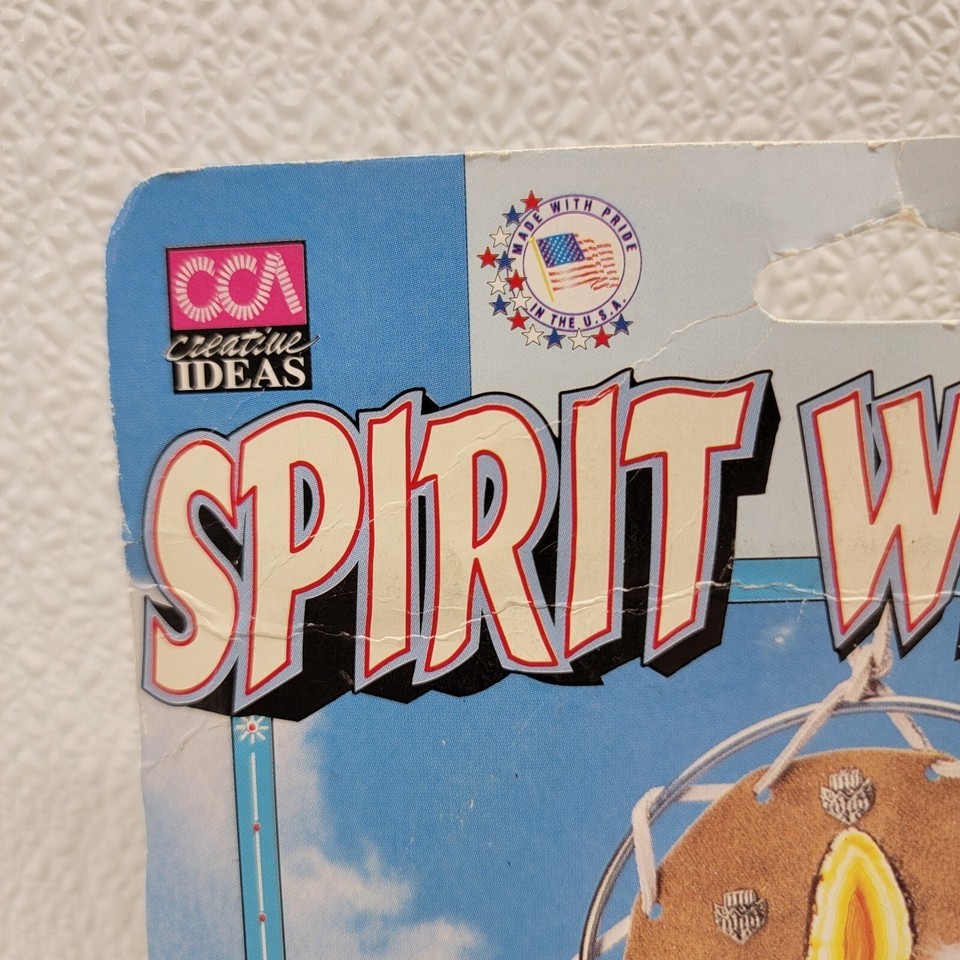 CCA
creative
IDEAS
MADE WITH PRIDE
IN THE U.S.A.
SPIRIT W